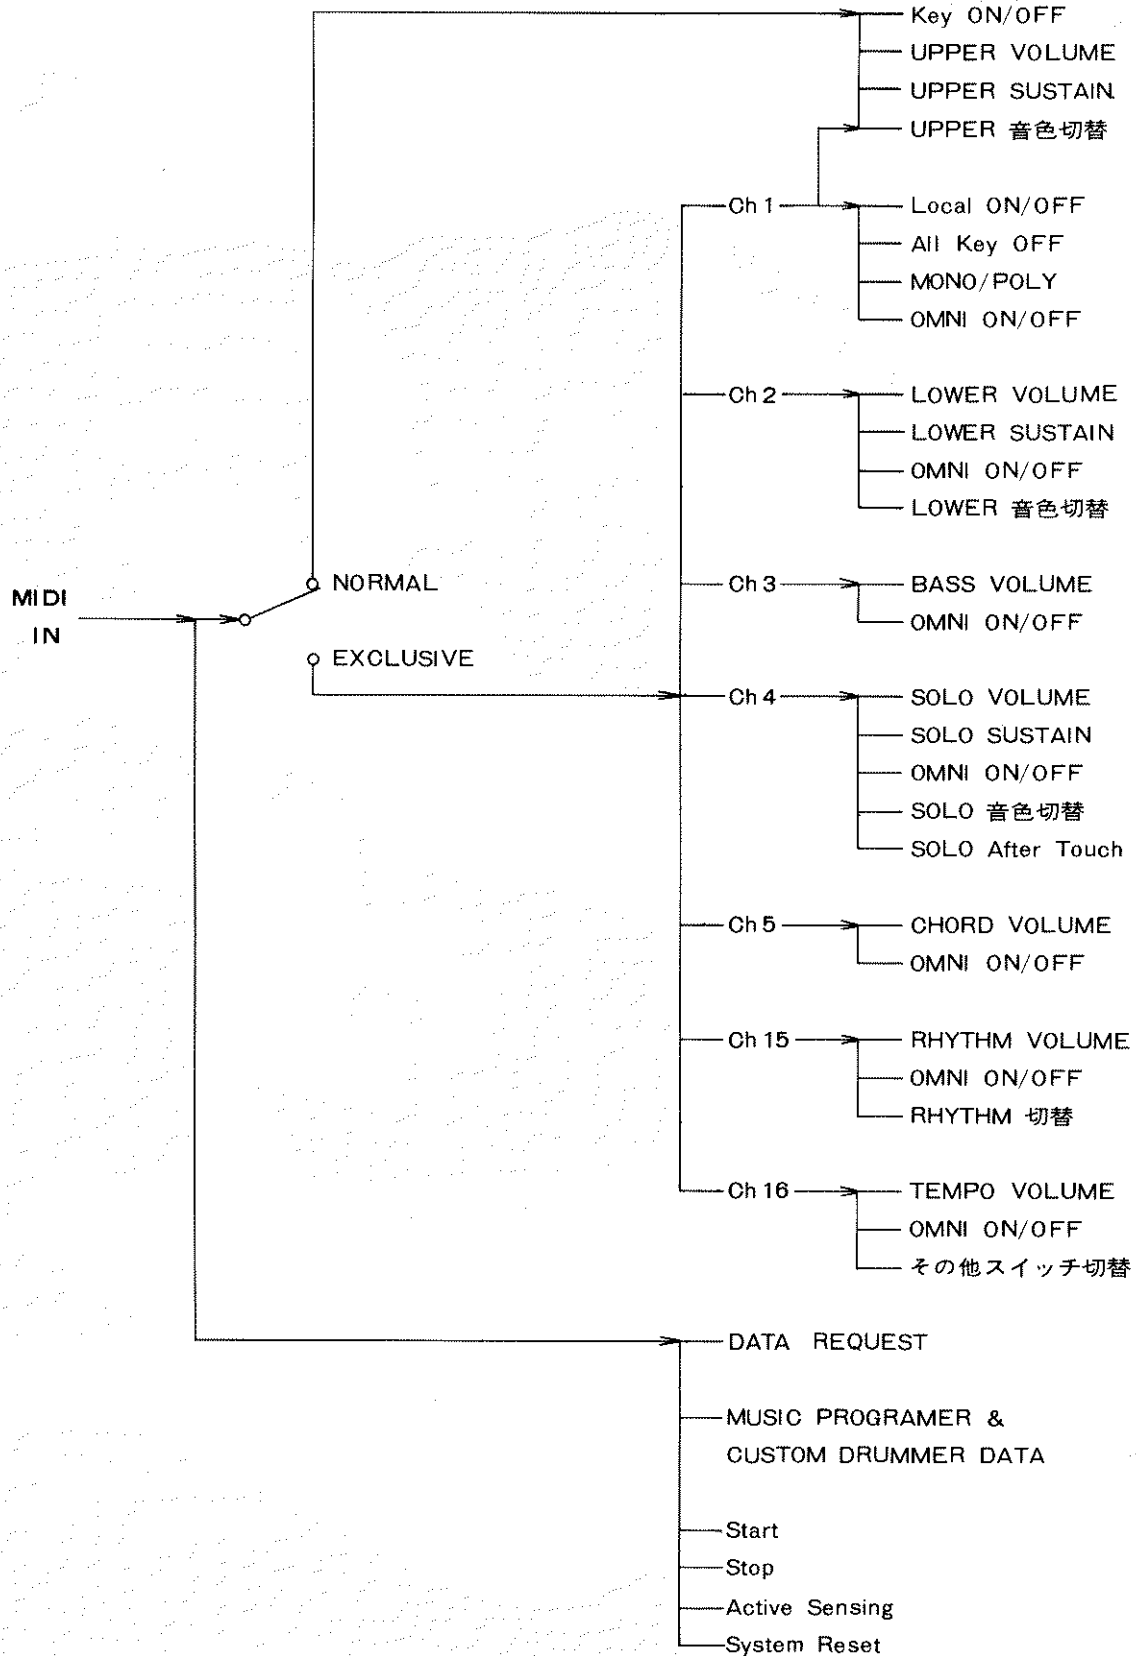 Key ON/OFF
UPPER VOLUME
UPPER SUSTAIN
UPPER 音色切替
Ch 1
Local ON/OFF
All Key OFF
MONO/POLY
OMNI ON/OFF
Ch 2
LOWER VOLUME
LOWER SUSTAIN
OMNI ON/OFF
LOWER 音色切替
MIDI
IN
NORMAL
EXCLUSIVE
Ch 3
BASS VOLUME
OMNI ON/OFF
Ch 4
SOLO VOLUME
SOLO SUSTAIN
OMNI ON/OFF
SOLO 音色切替
SOLO After Touch
Ch 5
CHORD VOLUME
OMNI ON/OFF
Ch 15
RHYTHM VOLUME
OMNI ON/OFF
RHYTHM 切替
Ch 16
TEMPO VOLUME
OMNI ON/OFF
その他スイッチ切替
DATA REQUEST
MUSIC PROGRAMER &
CUSTOM DRUMMER DATA
Start
Stop
Active Sensing
System Reset